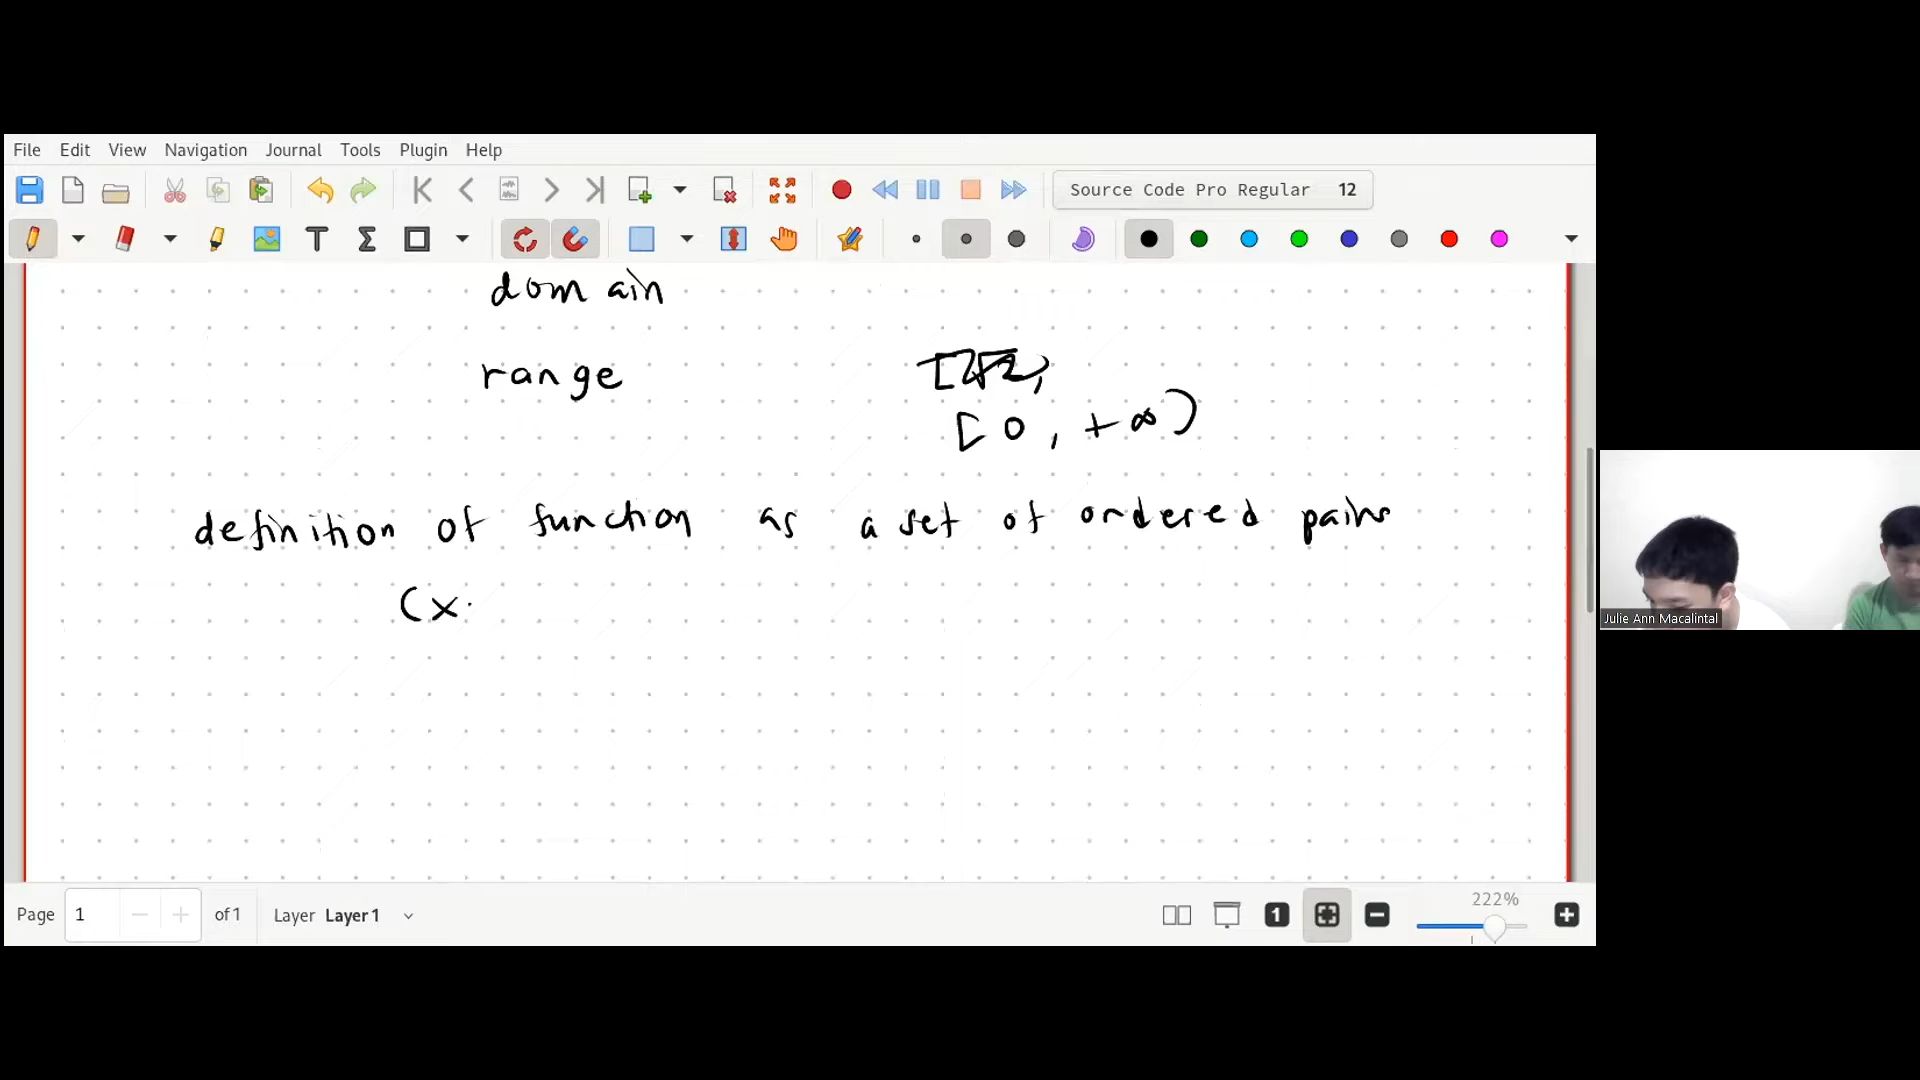 File Edit View Navigation Journal Tools Plugin Help
Source Code Pro Regular 12
domain
range
[0, +∞)
definition of function as a set of ordered pairs
(x
Julie Ann Macalintal
222%
Page 1 of 1 Layer Layer 1